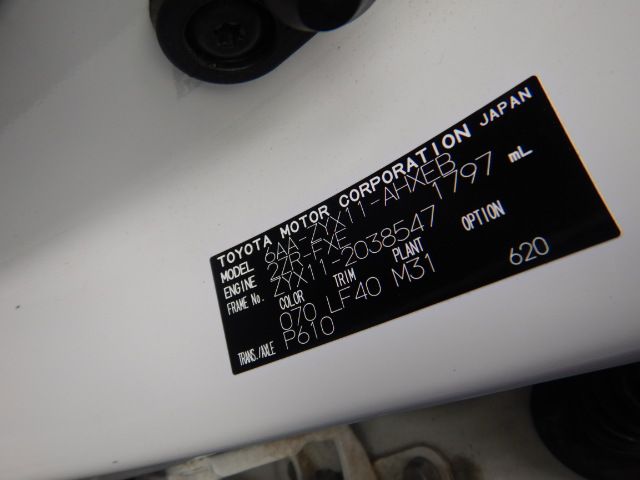 TOYOTA MOTOR CORPORATION JAPAN
MODEL 6AA-ZYX11-AHXEB
ENGINE 2ZR-FXE 1797 mL
FRAME No. ZYX11-2038547
COLOR TRIM PLANT OPTION
070 LF40 M31 620
TRANS./AXLE P610